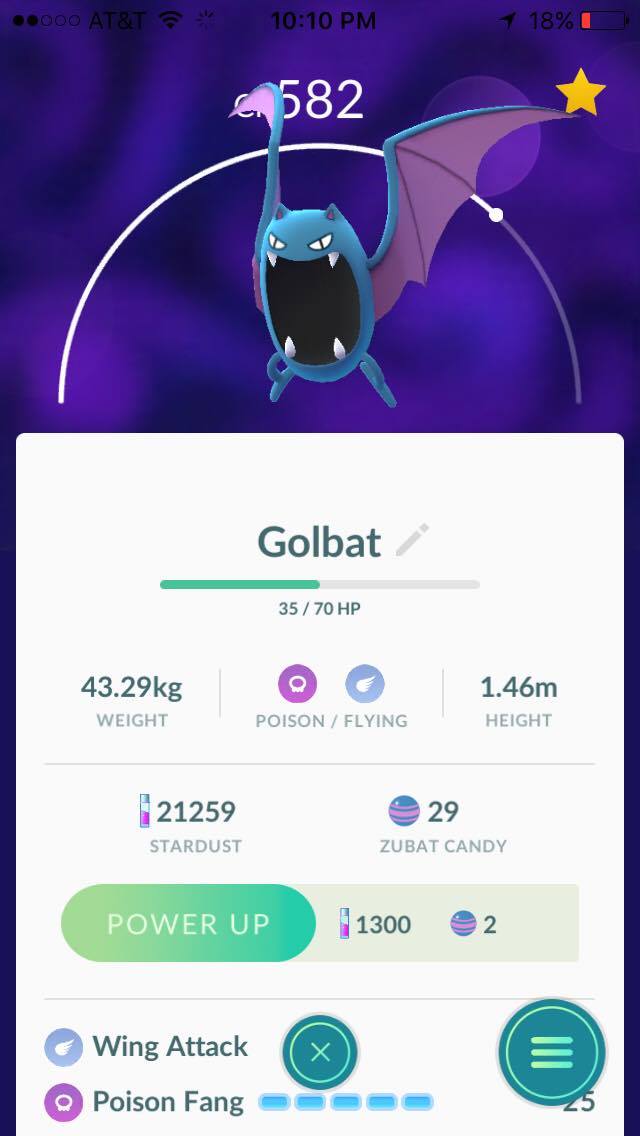 AT&T 10:10 PM 18%
CP582
Golbat
35 / 70 HP
43.29kg
WEIGHT
POISON / FLYING
1.46m
HEIGHT
21259
STARDUST
29
ZUBAT CANDY
POWER UP 1300 2
Wing Attack
Poison Fang 25